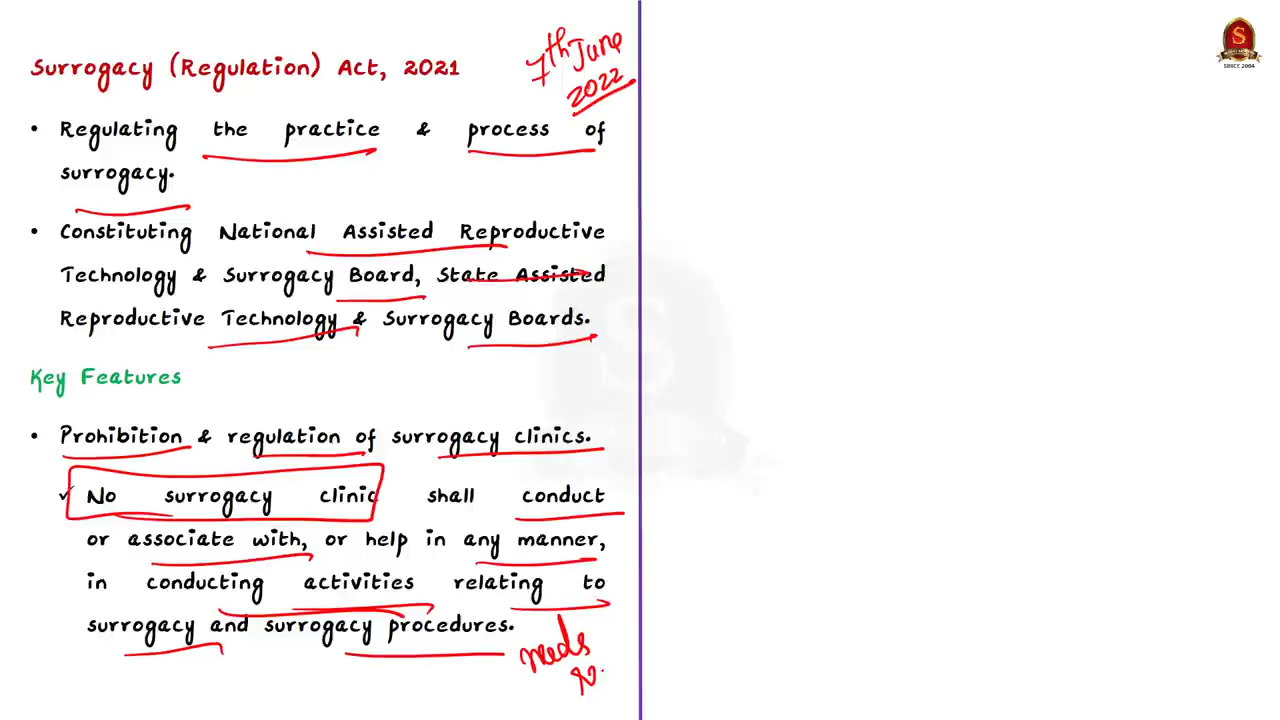 Surrogacy (Regulation) Act, 2021
7th June
2022
• Regulating the practice & process of
surrogacy.
• Constituting National Assisted Reproductive
Technology & Surrogacy Board, State Assisted
Reproductive Technology & Surrogacy Boards.
Key Features
• Prohibition & regulation of surrogacy clinics.
✓ No surrogacy clinic shall conduct
or associate with, or help in any manner,
in conducting activities relating to
surrogacy and surrogacy procedures.
needs
N
S
SINCE 2004